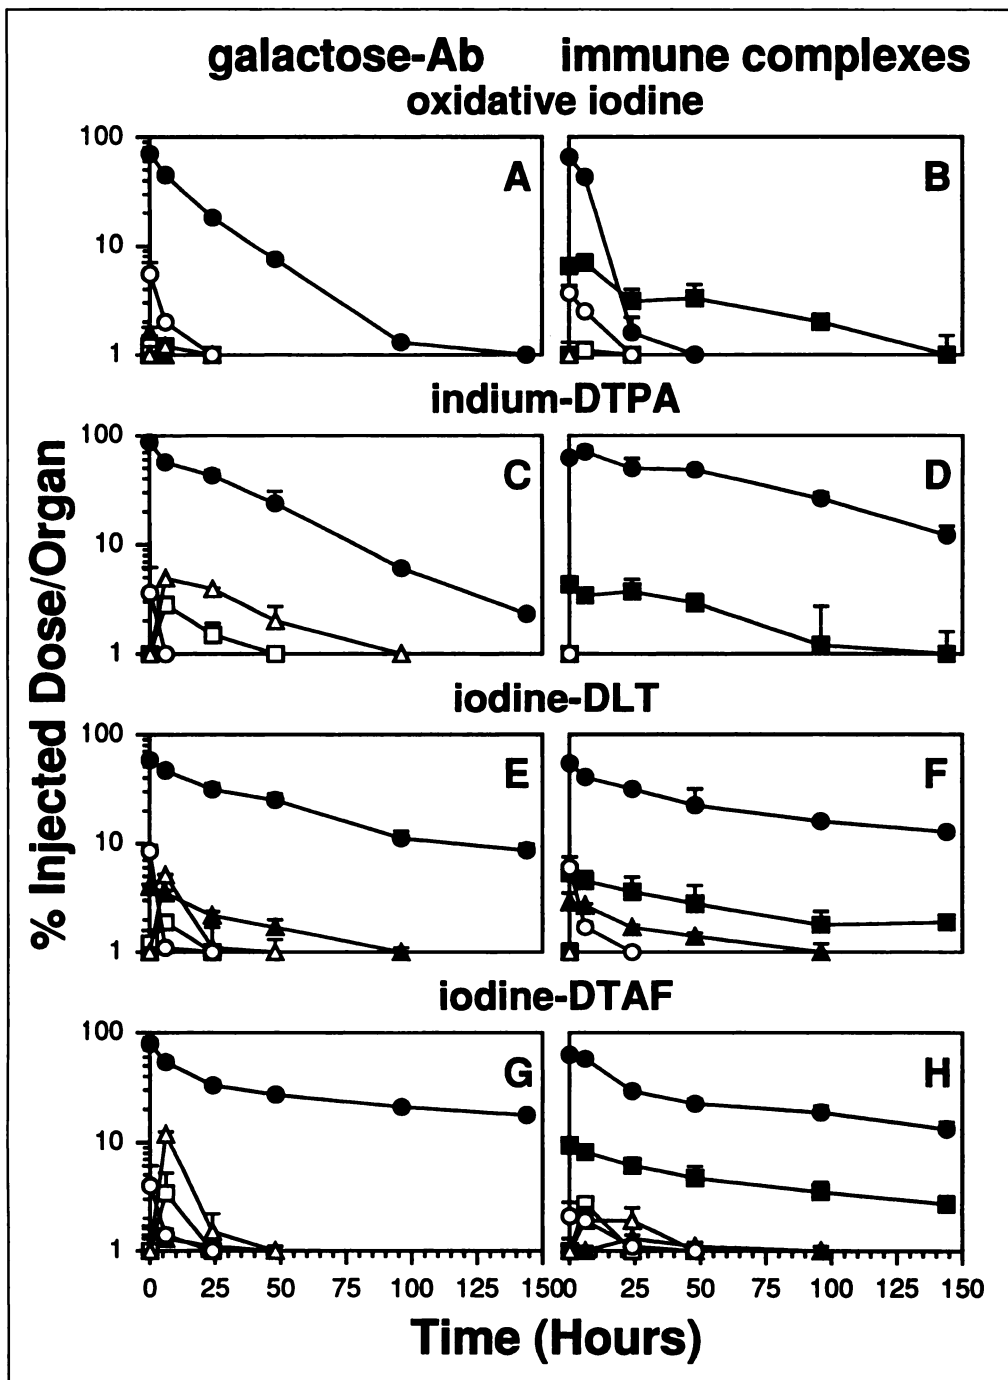 galactose-Ab immune complexes
oxidative iodine
100
10
1
A
B
indium-DTPA
100
10
1
C
D
iodine-DLT
100
10
1
E
F
iodine-DTAF
100
10
1
G
H
0 25 50 75 100 125 150 0 25 50 75 100 125 150
Time (Hours)
% Injected Dose/Organ